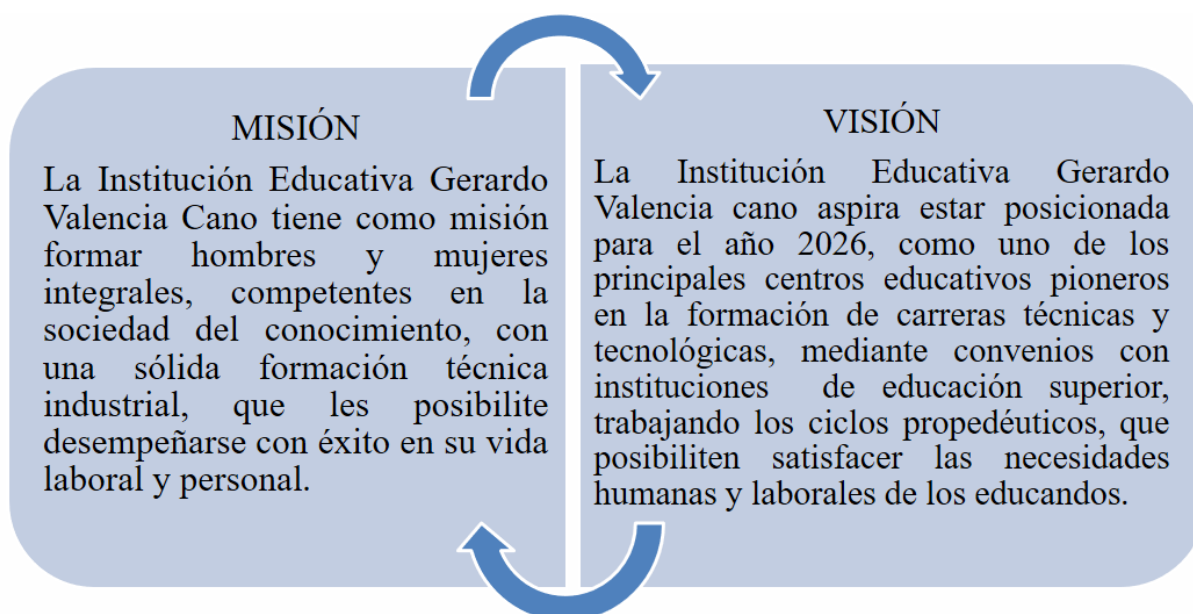 MISIÓN
La Institución Educativa Gerardo
Valencia Cano tiene como misión
formar hombres y mujeres
integrales, competentes en la
sociedad del conocimiento, con
una sólida formación técnica
industrial, que les posibilite
desempeñarse con éxito en su vida
laboral y personal.
VISIÓN
La Institución Educativa Gerardo
Valencia cano aspira estar posicionada
para el año 2026, como uno de los
principales centros educativos pioneros
en la formación de carreras técnicas y
tecnológicas, mediante convenios con
instituciones de educación superior,
trabajando los ciclos propedéuticos, que
posibiliten satisfacer las necesidades
humanas y laborales de los educandos.